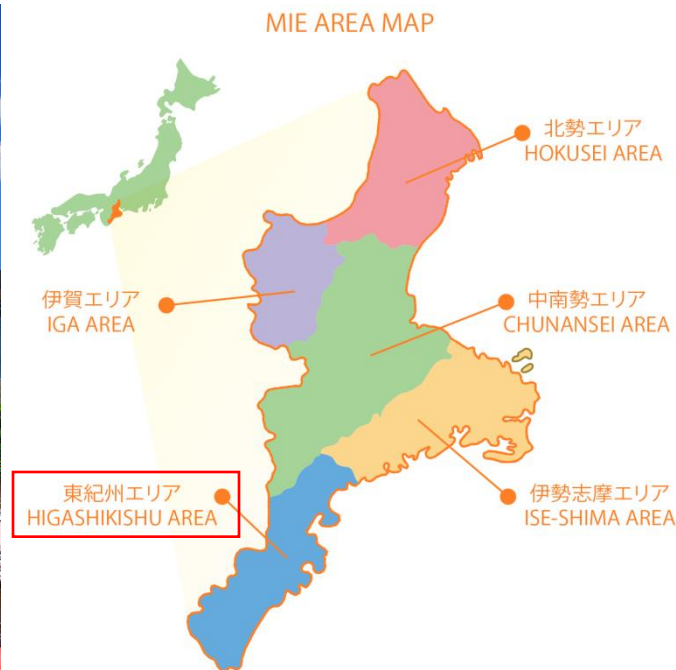 MIE AREA MAP
北勢エリア
HOKUSEI AREA
伊賀エリア
IGA AREA
中南勢エリア
CHUNANSEI AREA
東紀州エリア
HIGASHIKISHU AREA
伊勢志摩エリア
ISE-SHIMA AREA